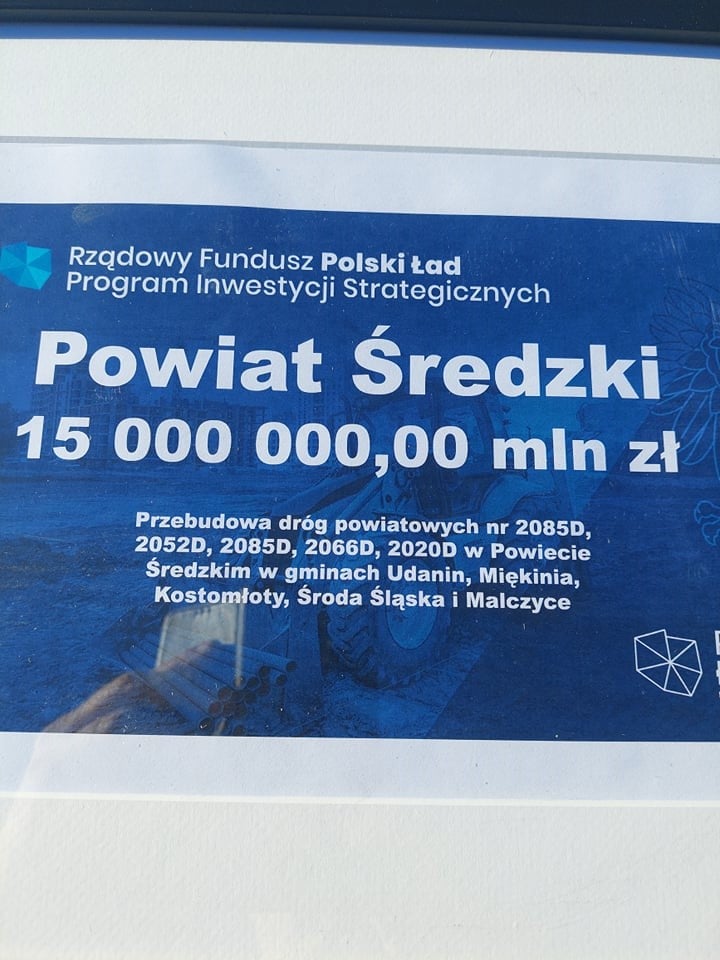 Rządowy Fundusz Polski Ład
Program Inwestycji Strategicznych
Powiat Średzki
15 000 000,00 mln zł
Przebudowa dróg powiatowych nr 2085D,
2052D, 2085D, 2066D, 2020D w Powiecie
Średzkim w gminach Udanin, Miękinia,
Kostomłoty, Środa Śląska i Malczyce